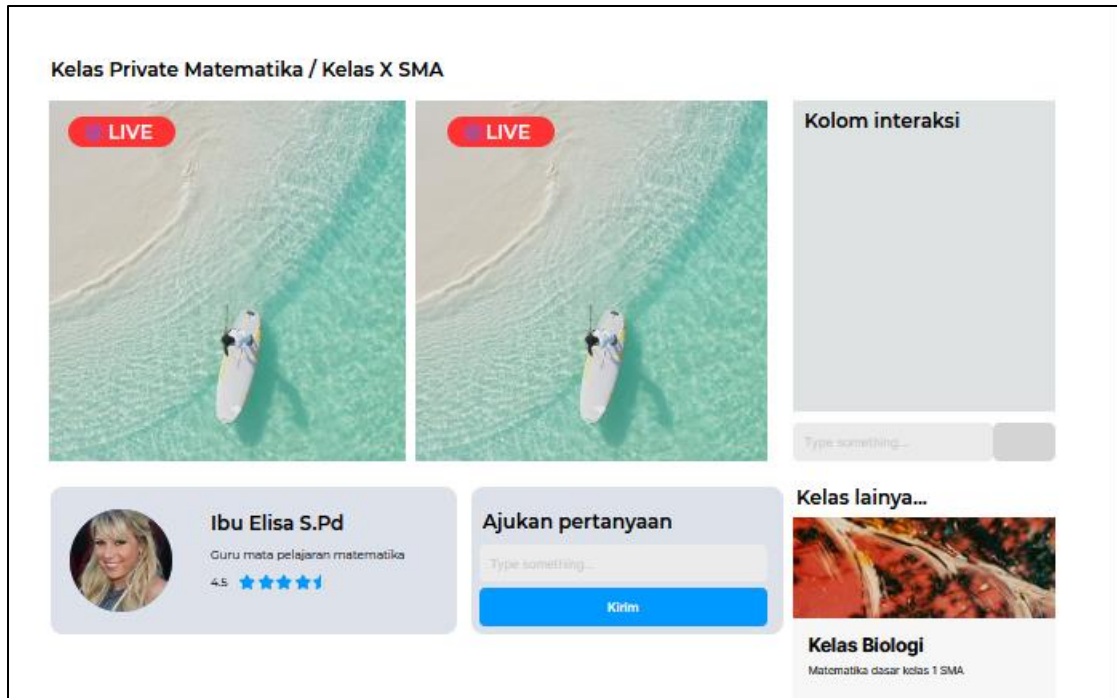 Kelas Private Matematika / Kelas X SMA
LIVE
LIVE
Kolom interaksi
Type something...
Ibu Elisa S.Pd
Guru mata pelajaran matematika
4.5
Ajukan pertanyaan
Type something...
Kirim
Kelas lainya...
Kelas Biologi
Matematika dasar kelas 1 SMA